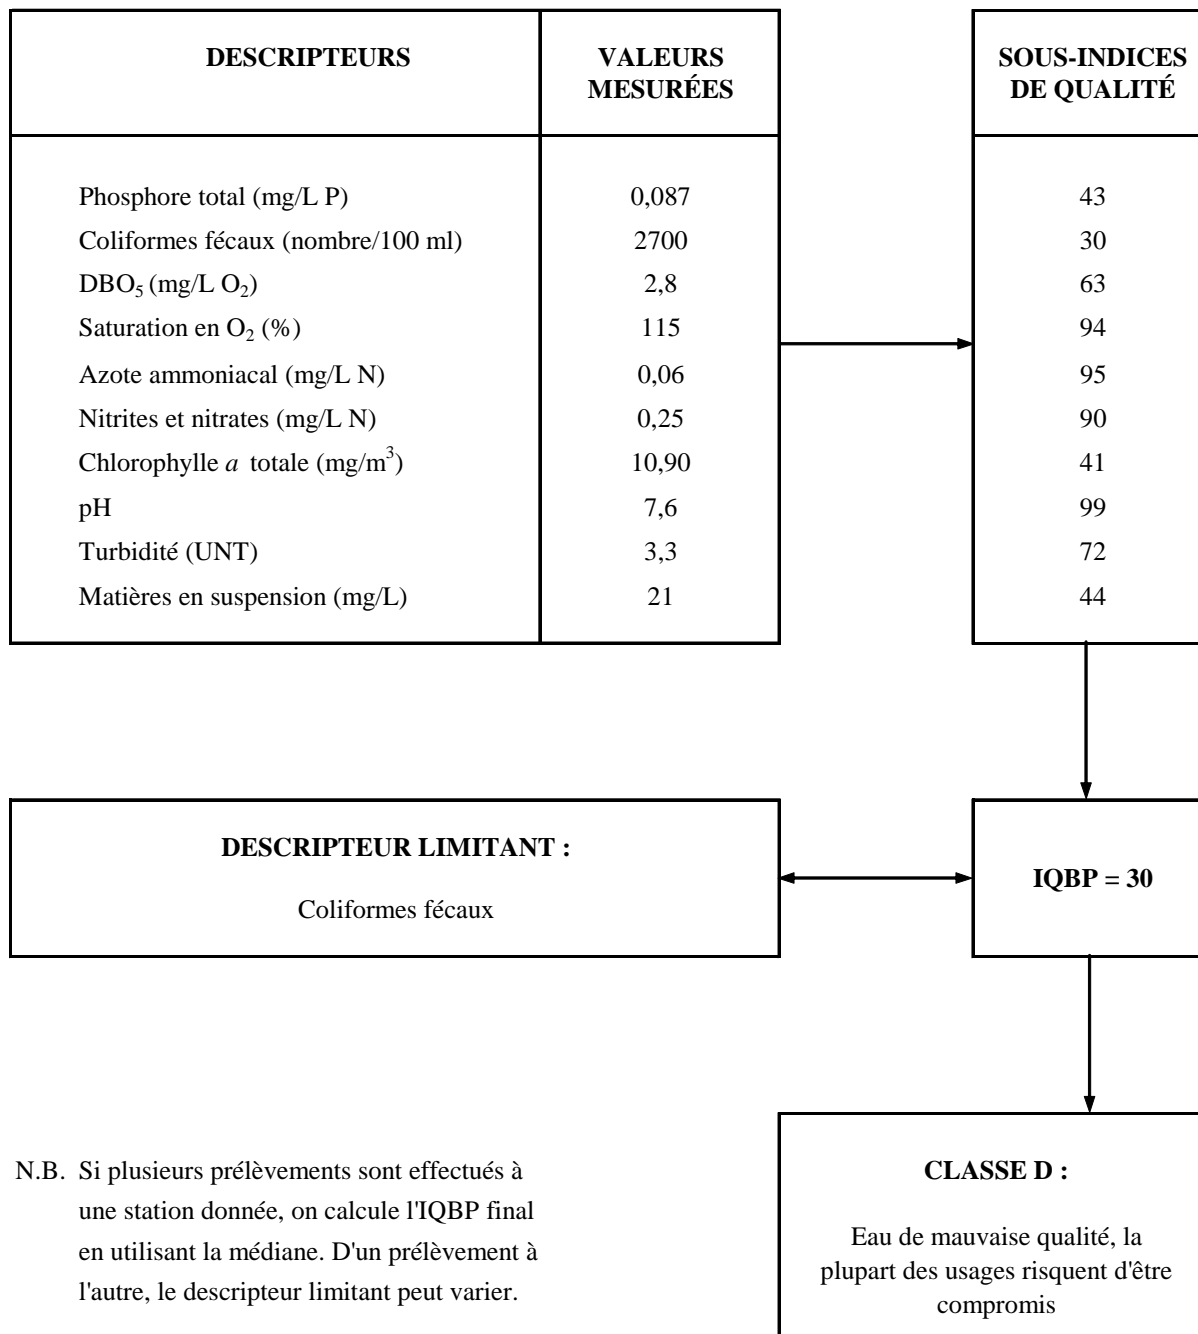 DESCRIPTEURS VALEURS MESURÉES SOUS-INDICES DE QUALITÉ
Phosphore total (mg/L P) 0,087 43
Coliformes fécaux (nombre/100 ml) 2700 30
DBO₅ (mg/L O₂) 2,8 63
Saturation en O₂ (%) 115 94
Azote ammoniacal (mg/L N) 0,06 95
Nitrites et nitrates (mg/L N) 0,25 90
Chlorophylle a totale (mg/m³) 10,90 41
pH 7,6 99
Turbidité (UNT) 3,3 72
Matières en suspension (mg/L) 21 44
DESCRIPTEUR LIMITANT :
Coliformes fécaux
IQBP = 30
N.B. Si plusieurs prélèvements sont effectués à
une station donnée, on calcule l'IQBP final
en utilisant la médiane. D'un prélèvement à
l'autre, le descripteur limitant peut varier.
CLASSE D :
Eau de mauvaise qualité, la
plupart des usages risquent d'être
compromis